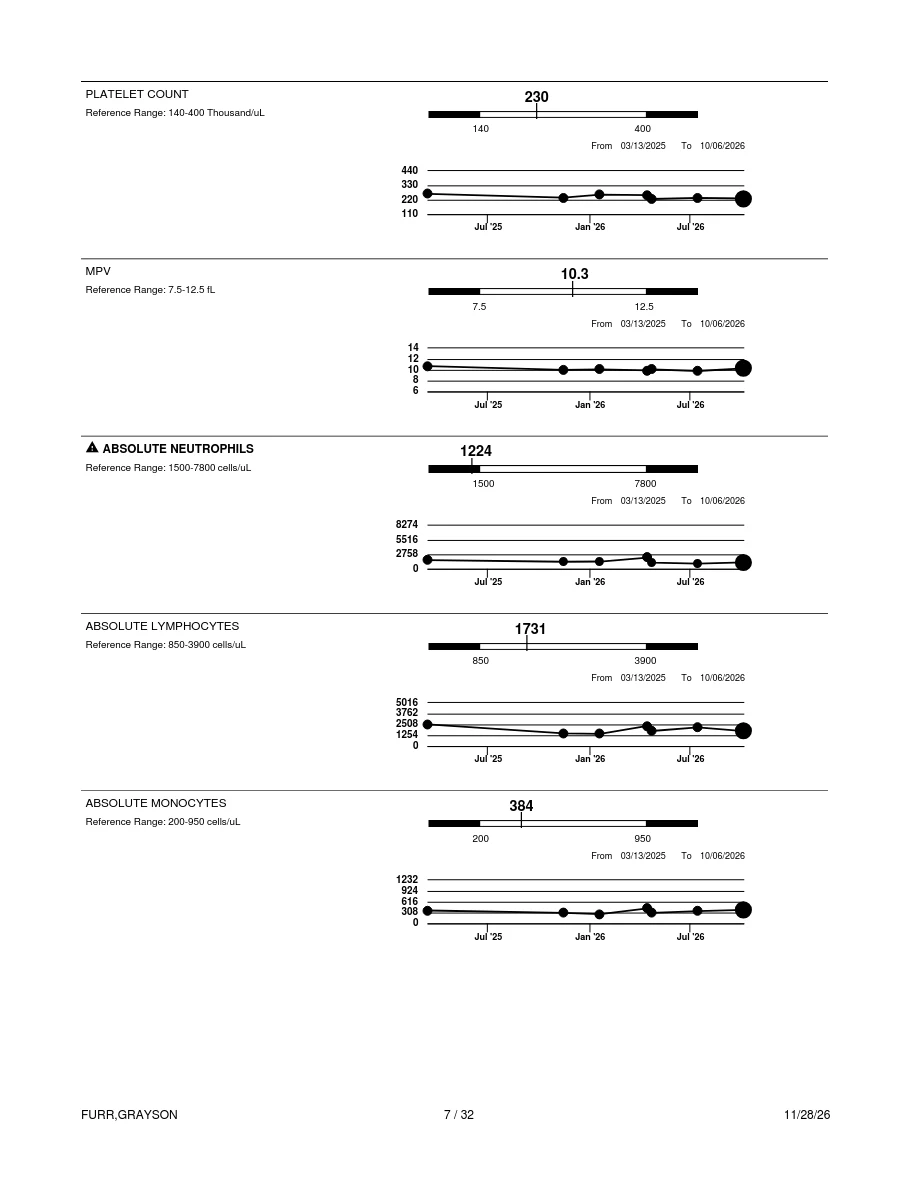 PLATELET COUNT
Reference Range: 140-400 Thousand/uL
230
140 400
From 03/13/2025 To 10/06/2026
440
330
220
110
Jul '25 Jan '26 Jul '26
MPV
Reference Range: 7.5-12.5 fL
10.3
7.5 12.5
From 03/13/2025 To 10/06/2026
14
12
10
8
6
Jul '25 Jan '26 Jul '26
ABSOLUTE NEUTROPHILS
Reference Range: 1500-7800 cells/uL
1224
1500 7800
From 03/13/2025 To 10/06/2026
8274
5516
2758
0
Jul '25 Jan '26 Jul '26
ABSOLUTE LYMPHOCYTES
Reference Range: 850-3900 cells/uL
1731
850 3900
From 03/13/2025 To 10/06/2026
5016
3762
2508
1254
0
Jul '25 Jan '26 Jul '26
ABSOLUTE MONOCYTES
Reference Range: 200-950 cells/uL
384
200 950
From 03/13/2025 To 10/06/2026
1232
924
616
308
0
Jul '25 Jan '26 Jul '26
FURR,GRAYSON 7 / 32 11/28/26